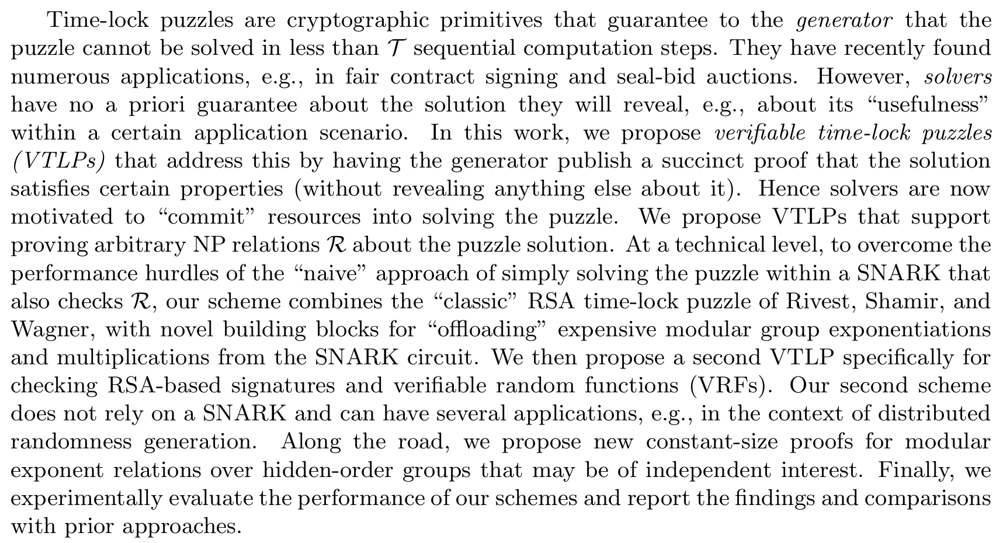 Time-lock puzzles are cryptographic primitives that guarantee to the generator that the
puzzle cannot be solved in less than 𝒯 sequential computation steps. They have recently found
numerous applications, e.g., in fair contract signing and seal-bid auctions. However, solvers
have no a priori guarantee about the solution they will reveal, e.g., about its “usefulness”
within a certain application scenario. In this work, we propose verifiable time-lock puzzles
(VTLPs) that address this by having the generator publish a succinct proof that the solution
satisfies certain properties (without revealing anything else about it). Hence solvers are now
motivated to “commit” resources into solving the puzzle. We propose VTLPs that support
proving arbitrary NP relations ℛ about the puzzle solution. At a technical level, to overcome the
performance hurdles of the “naive” approach of simply solving the puzzle within a SNARK that
also checks ℛ, our scheme combines the “classic” RSA time-lock puzzle of Rivest, Shamir, and
Wagner, with novel building blocks for “offloading” expensive modular group exponentiations
and multiplications from the SNARK circuit. We then propose a second VTLP specifically for
checking RSA-based signatures and verifiable random functions (VRFs). Our second scheme
does not rely on a SNARK and can have several applications, e.g., in the context of distributed
randomness generation. Along the road, we propose new constant-size proofs for modular
exponent relations over hidden-order groups that may be of independent interest. Finally, we
experimentally evaluate the performance of our schemes and report the findings and comparisons
with prior approaches.